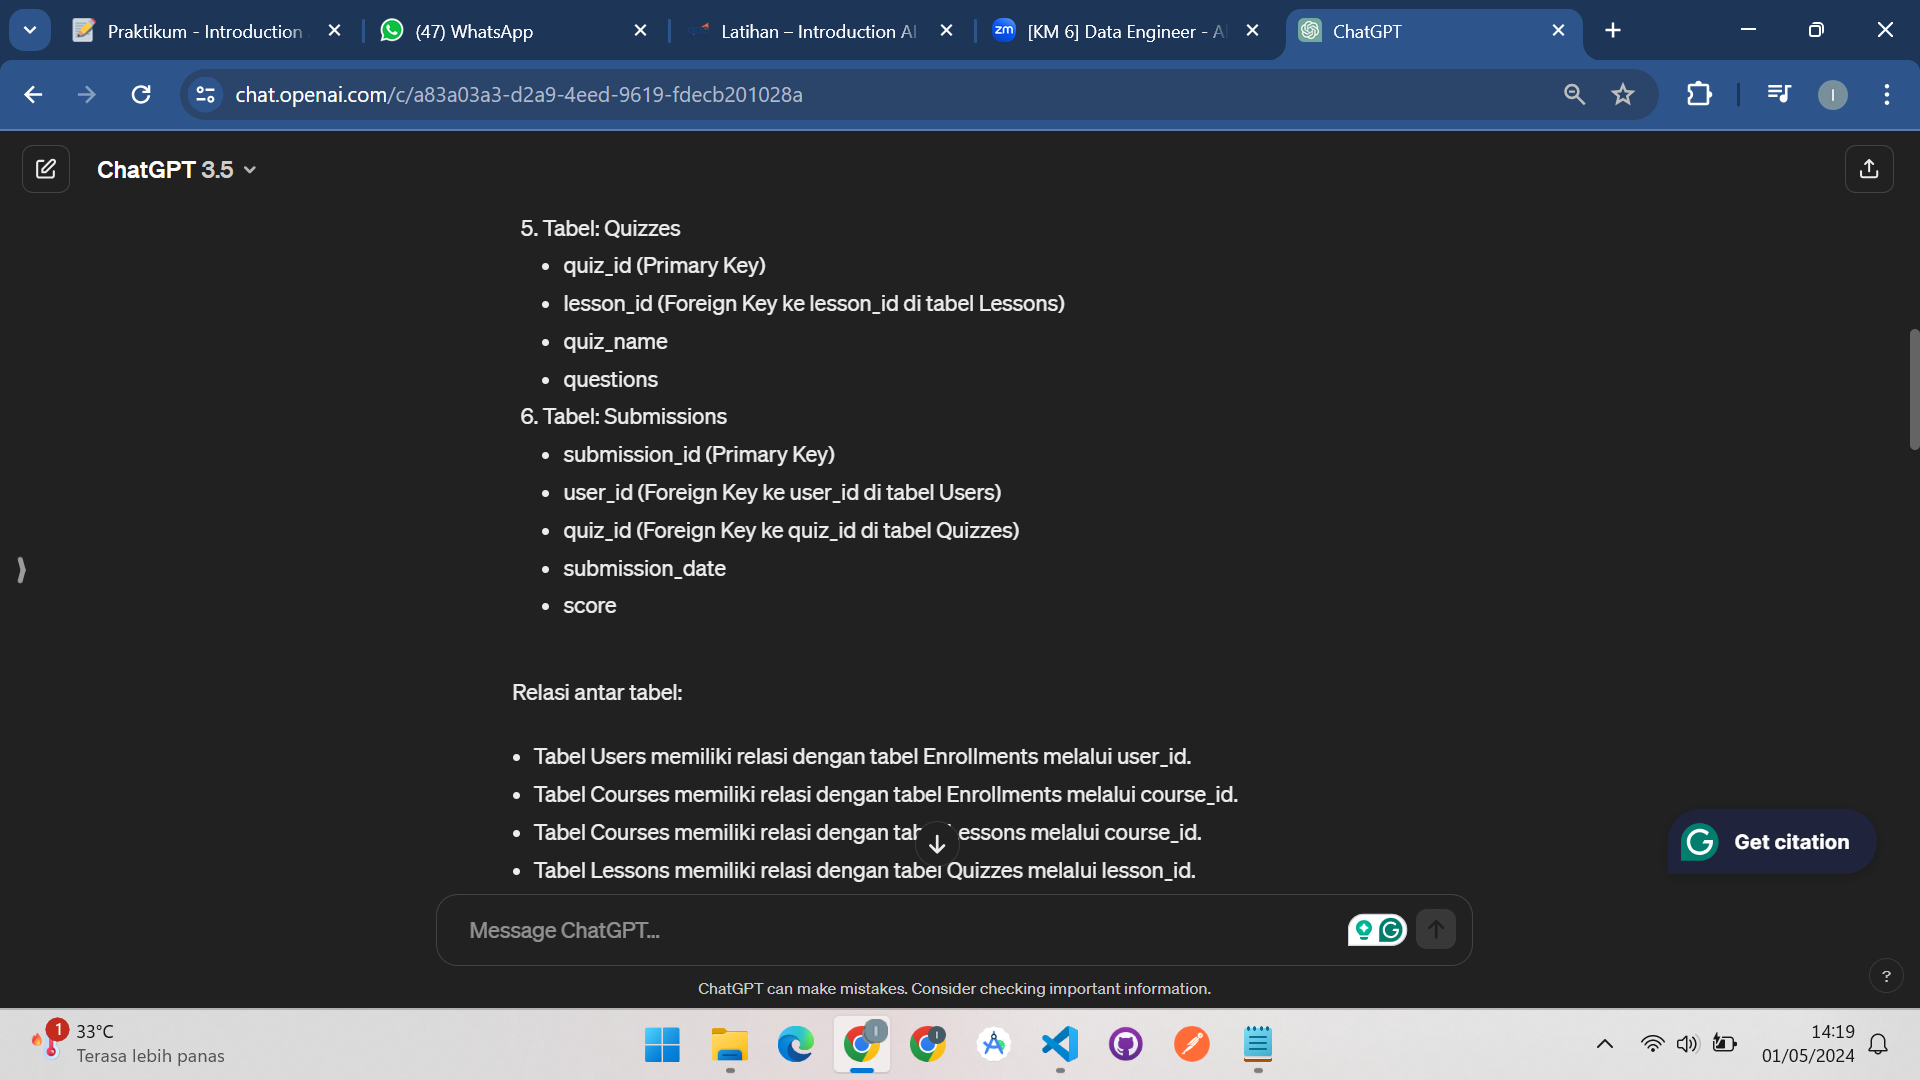 Praktikum - Introduction
(47) WhatsApp
Latihan – Introduction AI
zm
[KM 6] Data Engineer - A
ChatGPT
chat.openai.com/c/a83a03a3-d2a9-4eed-9619-fdecb201028a
I
ChatGPT 3.5
5. Tabel: Quizzes
• quiz_id (Primary Key)
• lesson_id (Foreign Key ke lesson_id di tabel Lessons)
• quiz_name
• questions
6. Tabel: Submissions
• submission_id (Primary Key)
• user_id (Foreign Key ke user_id di tabel Users)
• quiz_id (Foreign Key ke quiz_id di tabel Quizzes)
• submission_date
• score
Relasi antar tabel:
• Tabel Users memiliki relasi dengan tabel Enrollments melalui user_id.
• Tabel Courses memiliki relasi dengan tabel Enrollments melalui course_id.
• Tabel Courses memiliki relasi dengan tabel Lessons melalui course_id.
• Tabel Lessons memiliki relasi dengan tabel Quizzes melalui lesson_id.
Get citation
Message ChatGPT...
ChatGPT can make mistakes. Consider checking important information.
?
1
33°C
Terasa lebih panas
14:19
01/05/2024